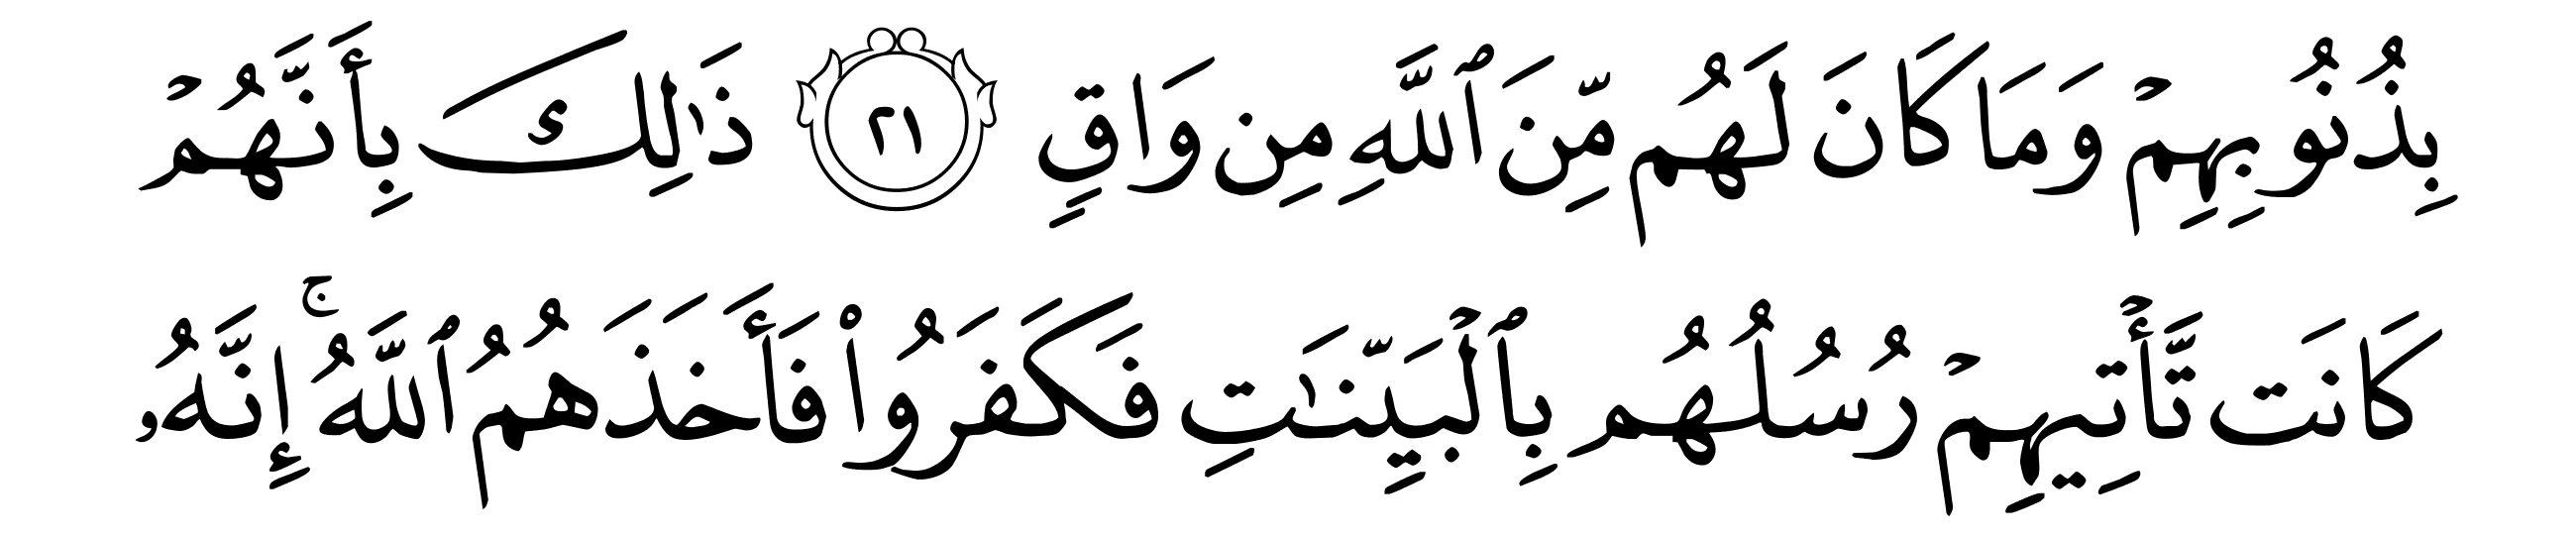 بِذُنُوبِهِمۡ وَمَا كَانَ لَهُم مِّنَ ٱللَّهِ مِن وَاقٍ ٢١ ذَٰلِكَ بِأَنَّهُمۡ
كَانَت تَّأۡتِيهِمۡ رُسُلُهُم بِٱلۡبَيِّنَٰتِ فَكَفَرُواْ فَأَخَذَهُمُ ٱللَّهُۚ إِنَّهُۥ